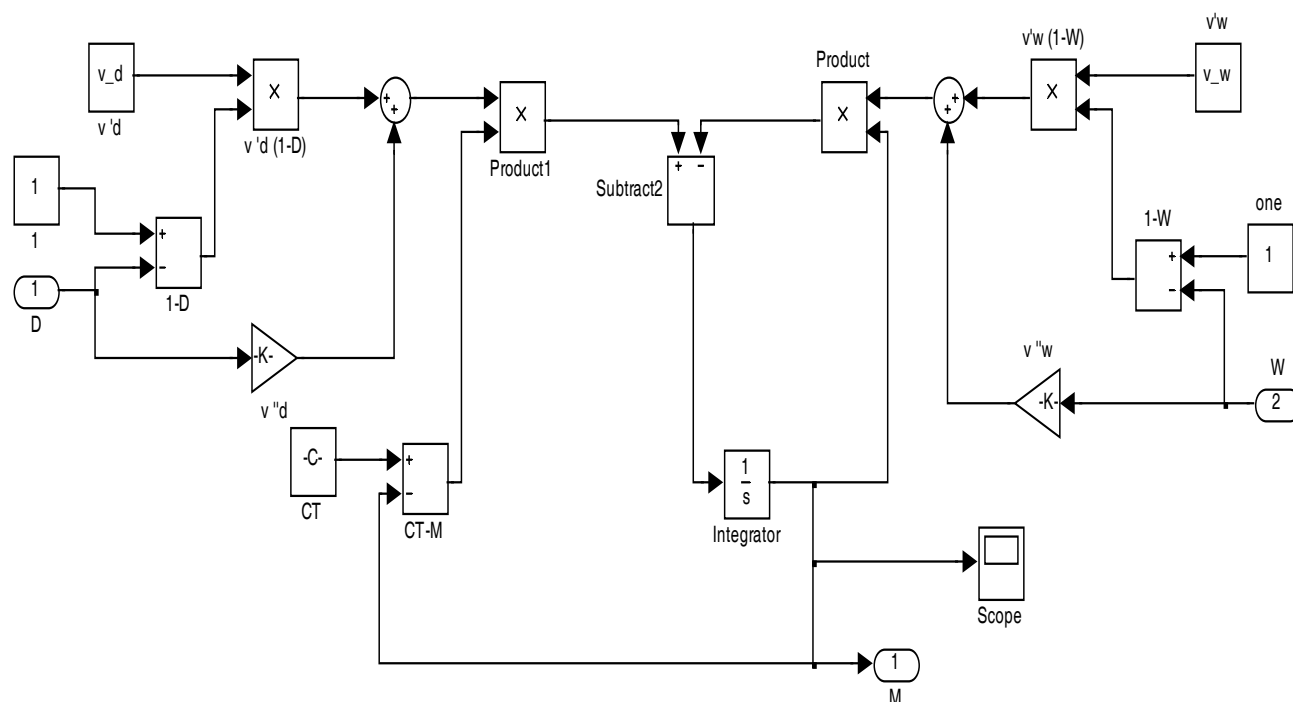 v'w
v'w (1-W)
Product
v_d
v 'd
X
v 'd (1-D)
+
+
X
Product1
X
+
+
X
v_w
+ −
Subtract2
1
1
+
−
1-D
1
D
one
1
1-W
+
−
-K-
v "d
v "w
-K-
W
2
-C-
CT
+
−
CT-M
1
s
Integrator
Scope
1
M